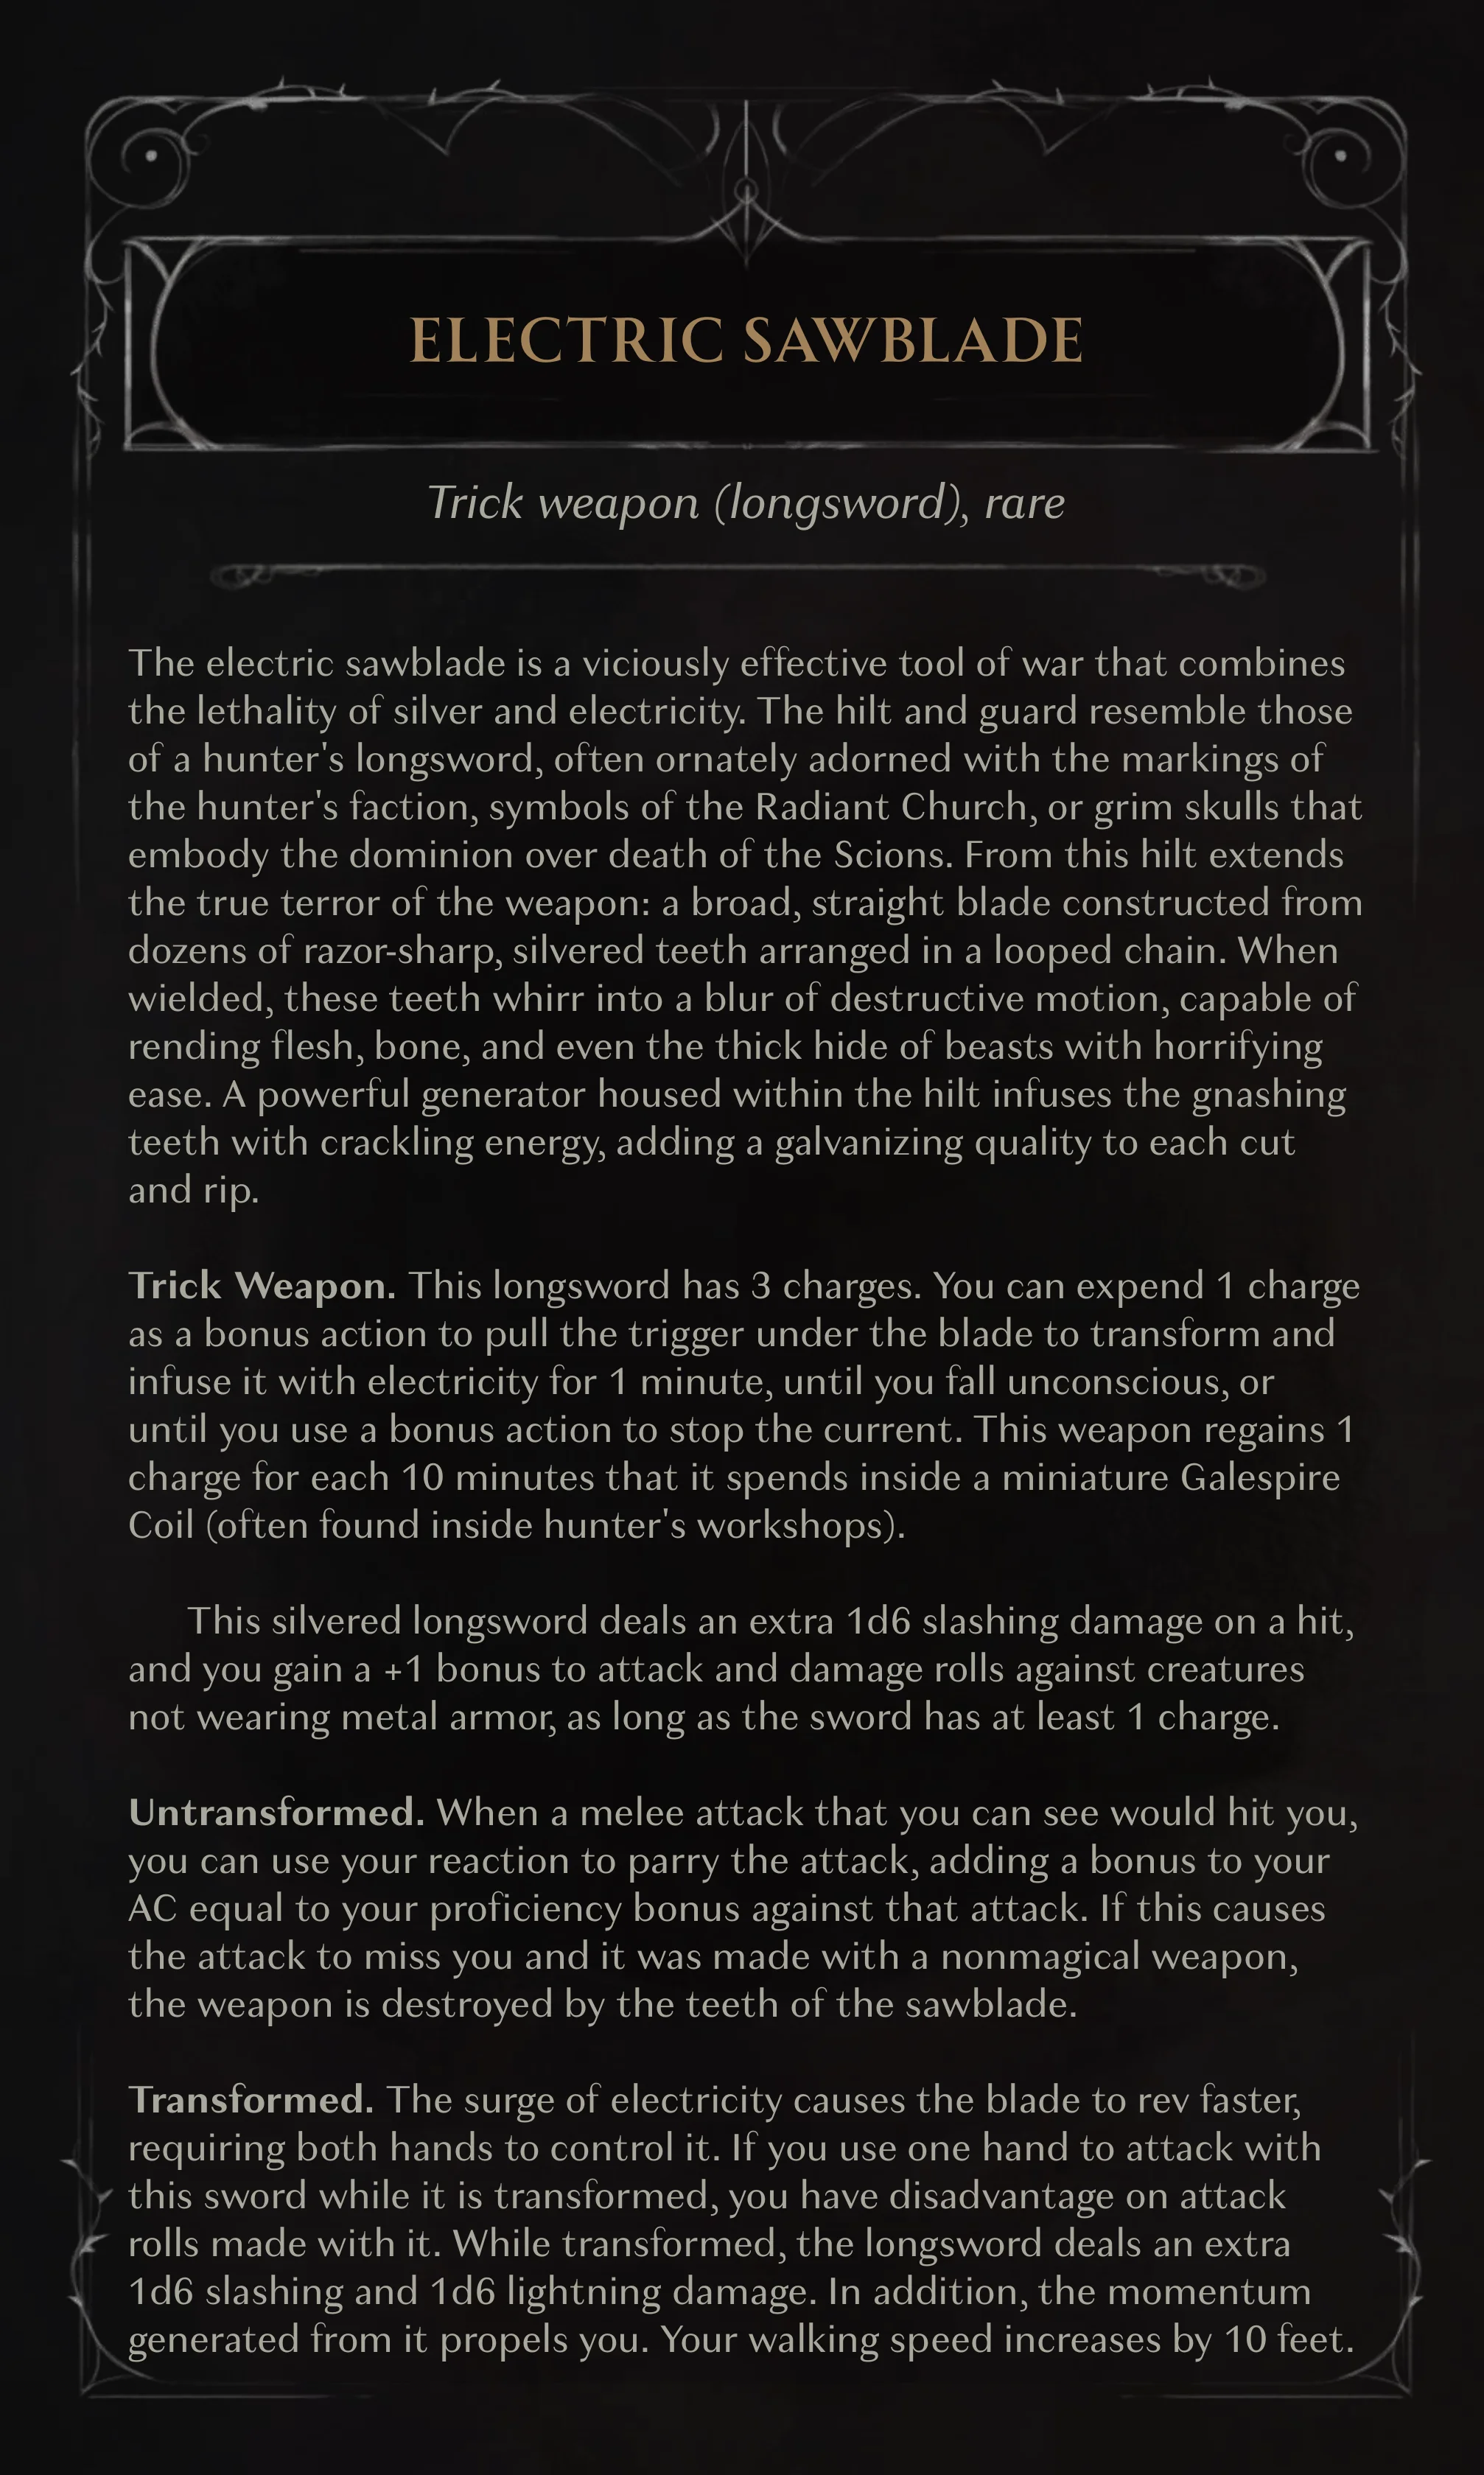 ELECTRIC SAWBLADE
Trick weapon (longsword), rare
The electric sawblade is a viciously effective tool of war that combines
the lethality of silver and electricity. The hilt and guard resemble those
of a hunter's longsword, often ornately adorned with the markings of
the hunter's faction, symbols of the Radiant Church, or grim skulls that
embody the dominion over death of the Scions. From this hilt extends
the true terror of the weapon: a broad, straight blade constructed from
dozens of razor-sharp, silvered teeth arranged in a looped chain. When
wielded, these teeth whirr into a blur of destructive motion, capable of
rending flesh, bone, and even the thick hide of beasts with horrifying
ease. A powerful generator housed within the hilt infuses the gnashing
teeth with crackling energy, adding a galvanizing quality to each cut
and rip.
Trick Weapon. This longsword has 3 charges. You can expend 1 charge
as a bonus action to pull the trigger under the blade to transform and
infuse it with electricity for 1 minute, until you fall unconscious, or
until you use a bonus action to stop the current. This weapon regains 1
charge for each 10 minutes that it spends inside a miniature Galespire
Coil (often found inside hunter's workshops).
This silvered longsword deals an extra 1d6 slashing damage on a hit,
and you gain a +1 bonus to attack and damage rolls against creatures
not wearing metal armor, as long as the sword has at least 1 charge.
Untransformed. When a melee attack that you can see would hit you,
you can use your reaction to parry the attack, adding a bonus to your
AC equal to your proficiency bonus against that attack. If this causes
the attack to miss you and it was made with a nonmagical weapon,
the weapon is destroyed by the teeth of the sawblade.
Transformed. The surge of electricity causes the blade to rev faster,
requiring both hands to control it. If you use one hand to attack with
this sword while it is transformed, you have disadvantage on attack
rolls made with it. While transformed, the longsword deals an extra
1d6 slashing and 1d6 lightning damage. In addition, the momentum
generated from it propels you. Your walking speed increases by 10 feet.